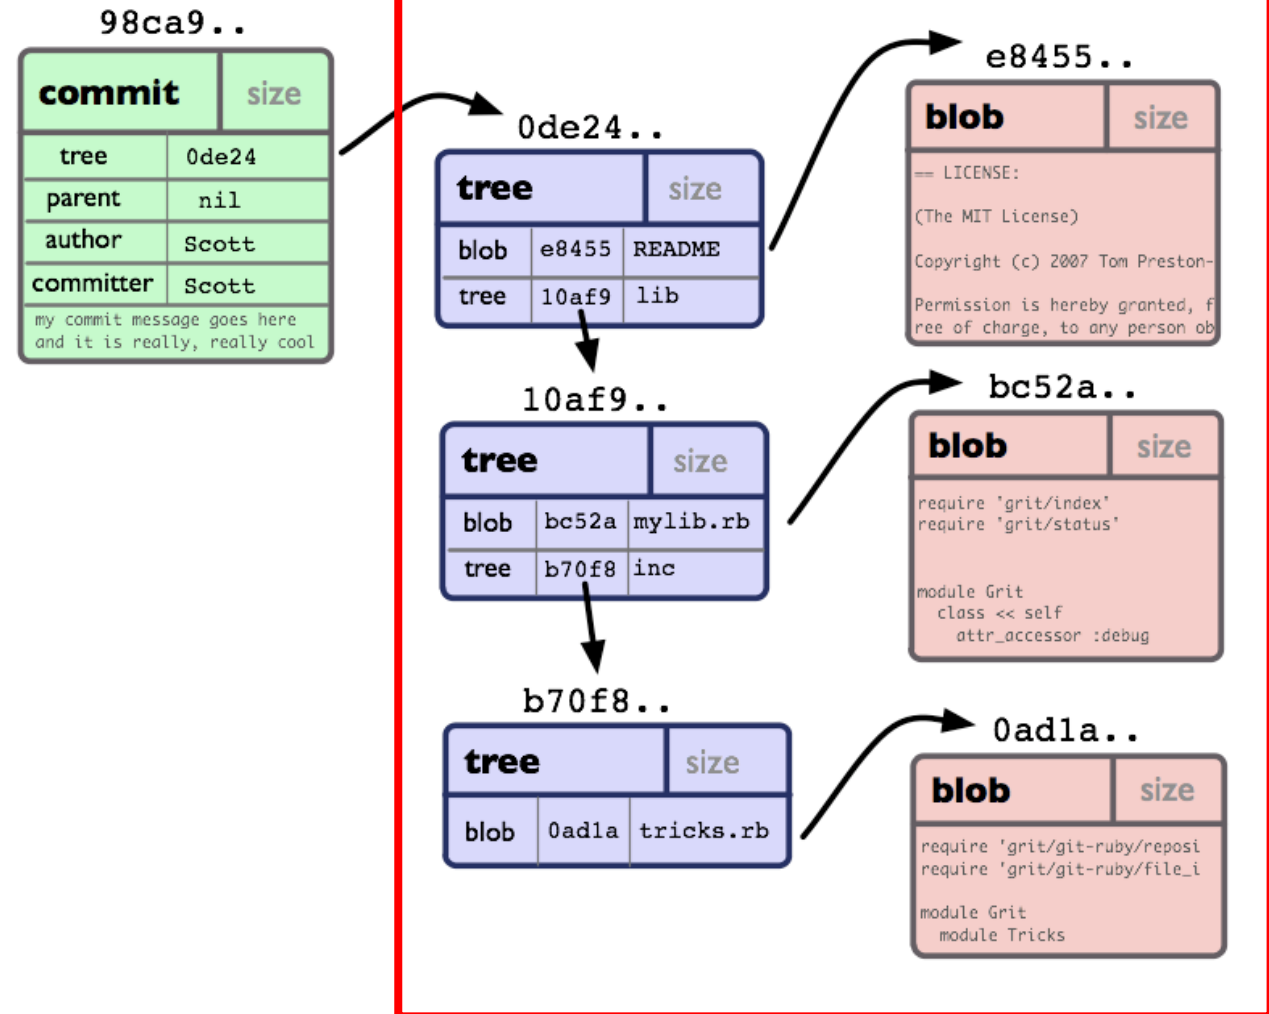 98ca9..
commit size
tree 0de24
parent nil
author Scott
committer Scott
my commit message goes here
and it is really, really cool
0de24..
tree size
blob e8455 README
tree 10af9 lib
10af9..
tree size
blob bc52a mylib.rb
tree b70f8 inc
b70f8..
tree size
blob 0ad1a tricks.rb
e8455..
blob size
== LICENSE:
(The MIT License)
Copyright (c) 2007 Tom Preston-
Permission is hereby granted, f
ree of charge, to any person ob
bc52a..
blob size
require 'grit/index'
require 'grit/status'
module Grit
class << self
attr_accessor :debug
0ad1a..
blob size
require 'grit/git-ruby/reposi
require 'grit/git-ruby/file_i
module Grit
module Tricks